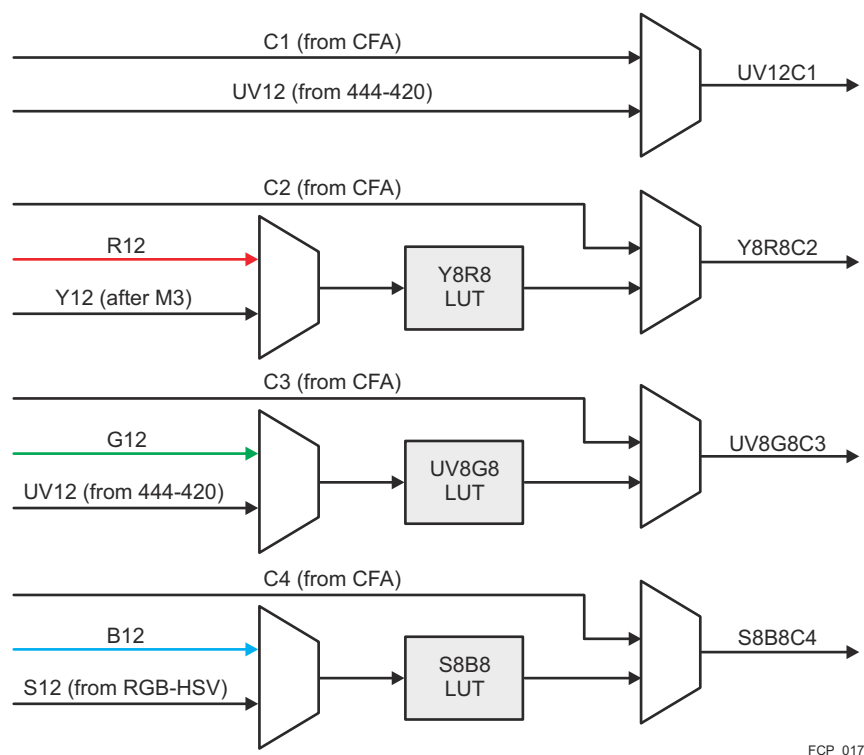 C1 (from CFA)
UV12 (from 444-420)
UV12C1
C2 (from CFA)
R12
Y12 (after M3)
Y8R8
LUT
Y8R8C2
C3 (from CFA)
G12
UV12 (from 444-420)
UV8G8
LUT
UV8G8C3
C4 (from CFA)
B12
S12 (from RGB-HSV)
S8B8
LUT
S8B8C4
FCP_017